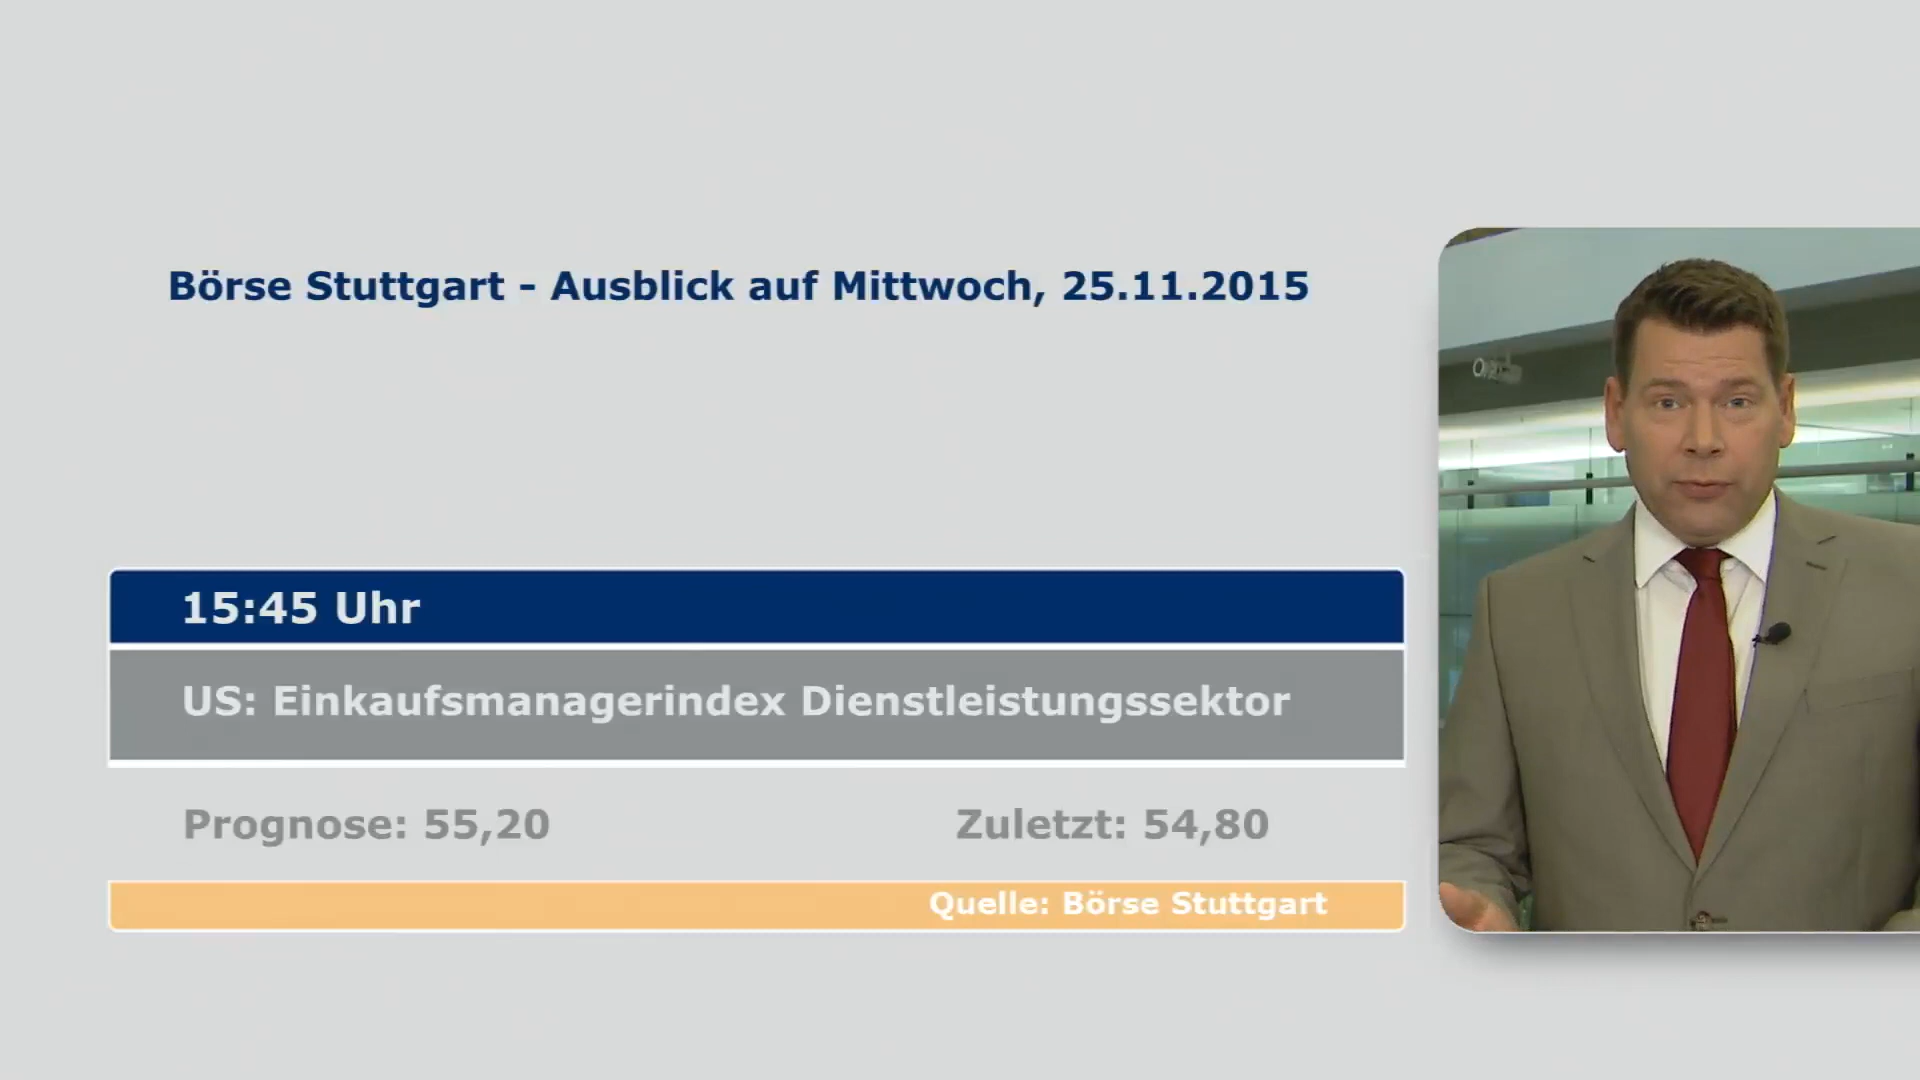 Börse Stuttgart - Ausblick auf Mittwoch, 25.11.2015
15:45 Uhr
US: Einkaufsmanagerindex Dienstleistungssektor
Prognose: 55,20 Zuletzt: 54,80
Quelle: Börse Stuttgart